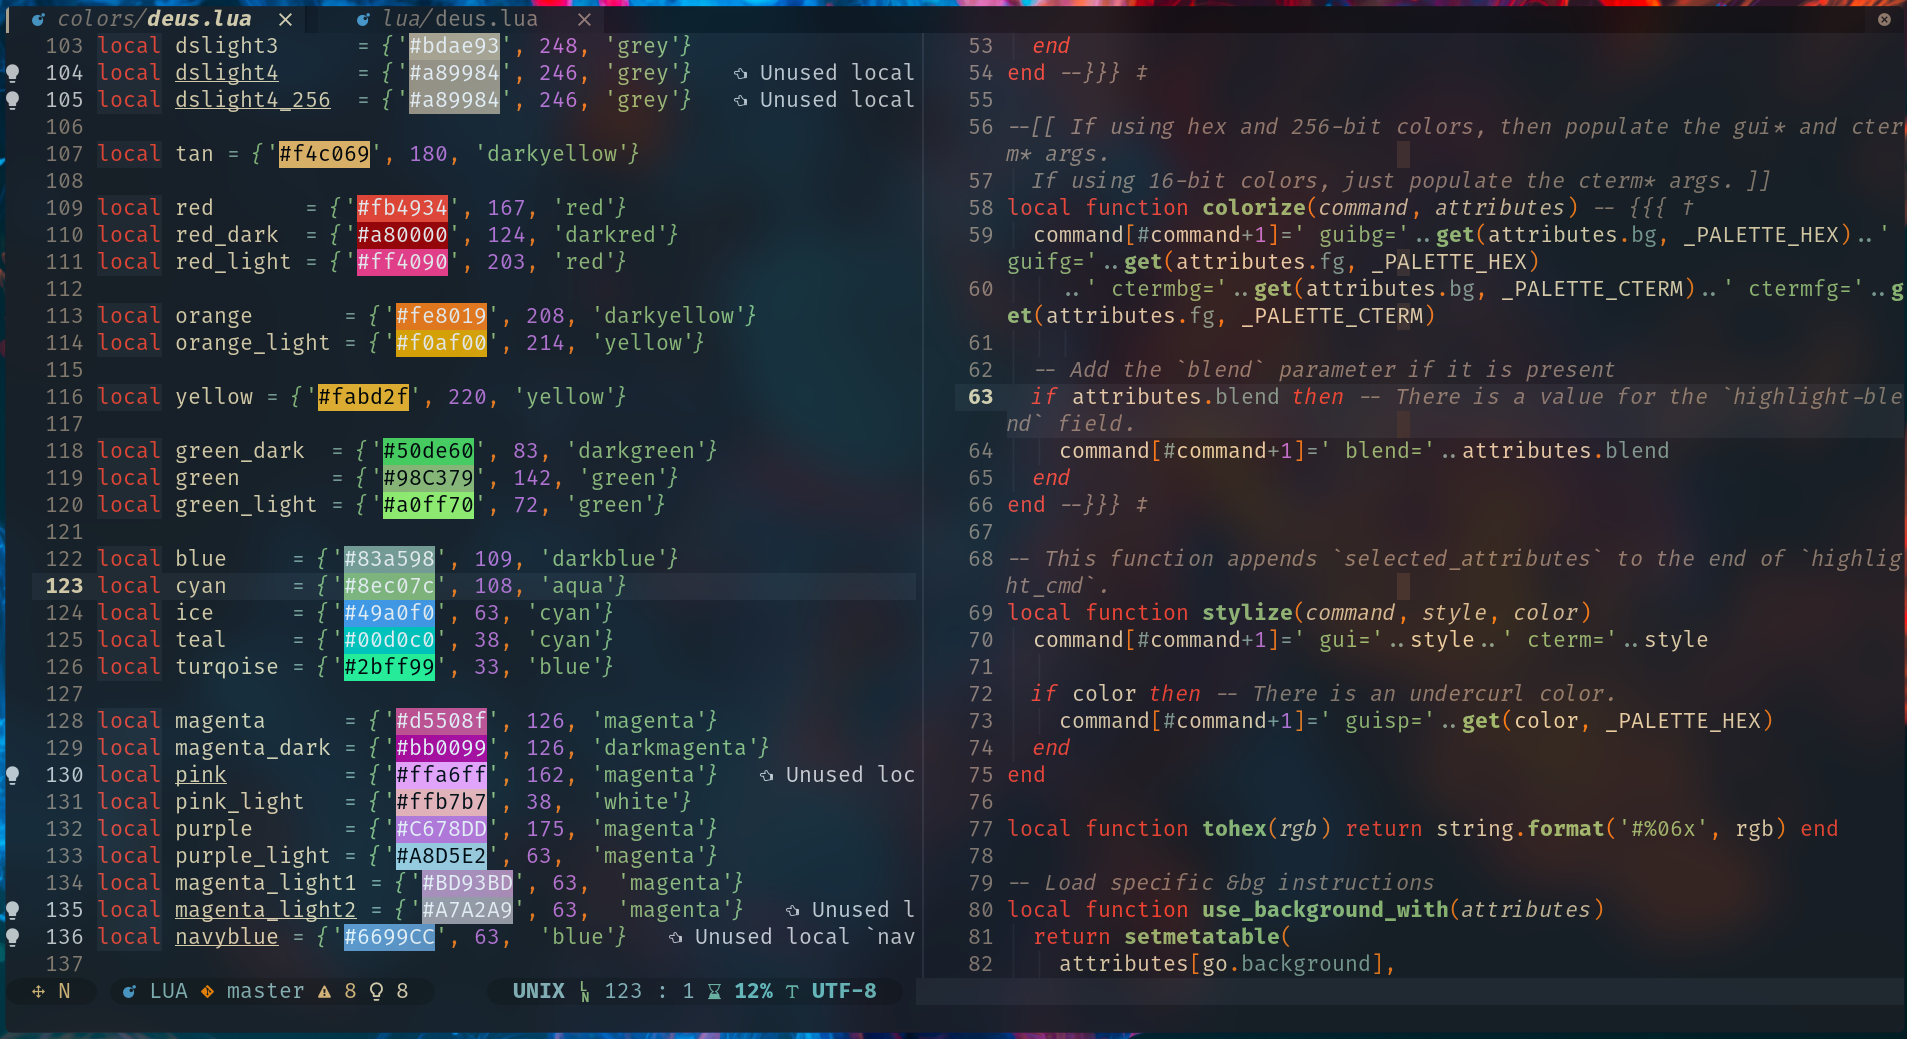 colors/deus.lua ×   lua/deus.lua ×
103 local dslight3      = {'#bdae93', 248, 'grey'}
104 local dslight4      = {'#a89984', 246, 'grey'}   Unused local
105 local dslight4_256  = {'#a89984', 246, 'grey'}   Unused local
106
107 local tan = {'#f4c069', 180, 'darkyellow'}
108
109 local red       = {'#fb4934', 167, 'red'}
110 local red_dark  = {'#a80000', 124, 'darkred'}
111 local red_light = {'#ff4090', 203, 'red'}
112
113 local orange       = {'#fe8019', 208, 'darkyellow'}
114 local orange_light = {'#f0af00', 214, 'yellow'}
115
116 local yellow = {'#fabd2f', 220, 'yellow'}
117
118 local green_dark  = {'#50de60', 83, 'darkgreen'}
119 local green       = {'#98C379', 142, 'green'}
120 local green_light = {'#a0ff70', 72, 'green'}
121
122 local blue     = {'#83a598', 109, 'darkblue'}
123 local cyan     = {'#8ec07c', 108, 'aqua'}
124 local ice      = {'#49a0f0', 63, 'cyan'}
125 local teal     = {'#00d0c0', 38, 'cyan'}
126 local turqoise = {'#2bff99', 33, 'blue'}
127
128 local magenta      = {'#d5508f', 126, 'magenta'}
129 local magenta_dark = {'#bb0099', 126, 'darkmagenta'}
130 local pink         = {'#ffa6ff', 162, 'magenta'}   Unused loc
131 local pink_light   = {'#ffb7b7', 38,  'white'}
132 local purple       = {'#C678DD', 175, 'magenta'}
133 local purple_light = {'#A8D5E2', 63,  'magenta'}
134 local magenta_light1 = {'#BD93BD', 63,  'magenta'}
135 local magenta_light2 = {'#A7A2A9', 63,  'magenta'}   Unused l
136 local navyblue = {'#6699CC', 63,  'blue'}   Unused local `nav
137
N   LUA   master   8   8   UNIX LN 123 : 1   12%   UTF-8
53   end
54 end --}}} ‡
55
56 --[[ If using hex and 256-bit colors, then populate the gui* and cter
m* args.
57   If using 16-bit colors, just populate the cterm* args. ]]
58 local function colorize(command, attributes) -- {{{ †
59   command[#command+1]=' guibg='..get(attributes.bg, _PALETTE_HEX)..'
guifg='..get(attributes.fg, _PALETTE_HEX)
60     ..' ctermbg='..get(attributes.bg, _PALETTE_CTERM)..' ctermfg='..g
et(attributes.fg, _PALETTE_CTERM)
61
62   -- Add the `blend` parameter if it is present
63   if attributes.blend then -- There is a value for the `highlight-ble
nd` field.
64     command[#command+1]=' blend='..attributes.blend
65   end
66 end --}}} ‡
67
68 -- This function appends `selected_attributes` to the end of `highlig
ht_cmd`.
69 local function stylize(command, style, color)
70   command[#command+1]=' gui='..style..' cterm='..style
71
72   if color then -- There is an undercurl color.
73     command[#command+1]=' guisp='..get(color, _PALETTE_HEX)
74   end
75 end
76
77 local function tohex(rgb) return string.format('#%06x', rgb) end
78
79 -- Load specific &bg instructions
80 local function use_background_with(attributes)
81   return setmetatable(
82     attributes[go.background],